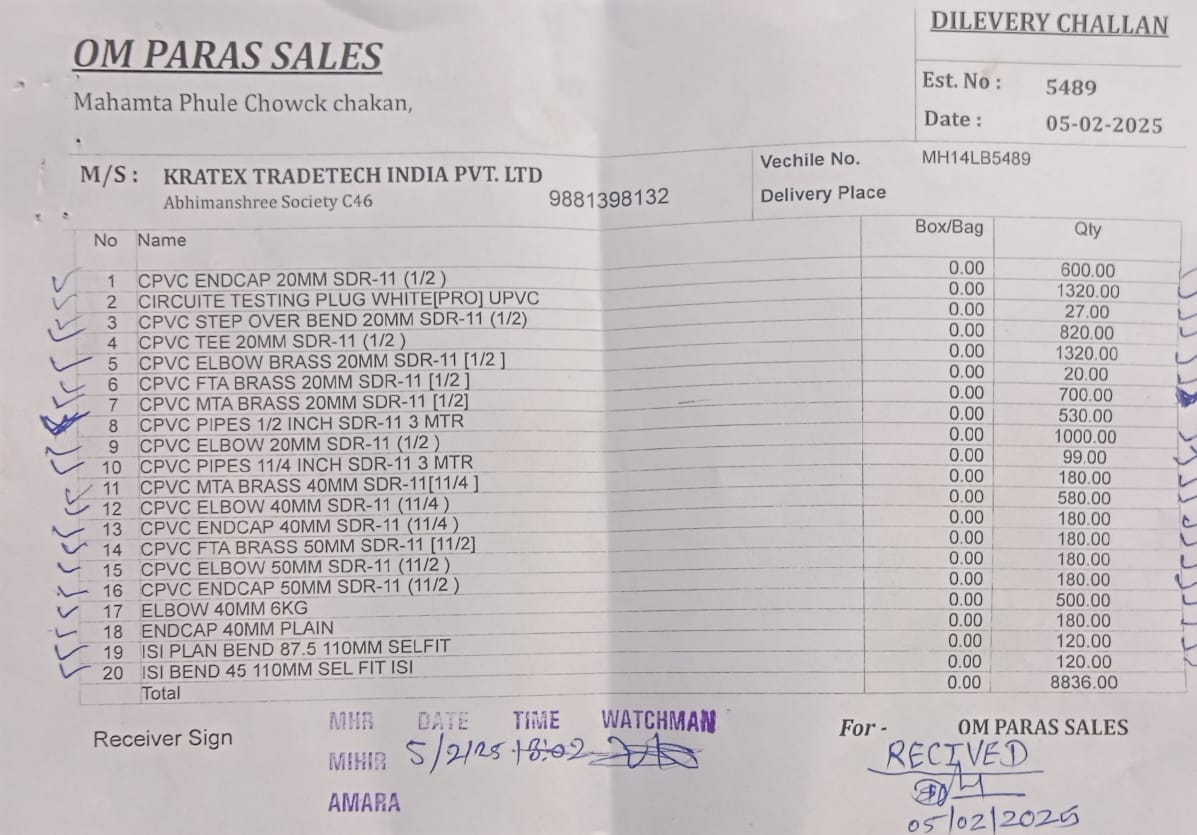 DILEVERY CHALLAN
OM PARAS SALES
Mahamta Phule Chowck chakan,
Est. No : 5489
Date : 05-02-2025
M/S : KRATEX TRADETECH INDIA PVT. LTD
Abhimanshree Society C46 9881398132
Vechile No. MH14LB5489
Delivery Place
No Name Box/Bag Qty
1 CPVC ENDCAP 20MM SDR-11 (1/2 ) 0.00 600.00
2 CIRCUITE TESTING PLUG WHITE[PRO] UPVC 0.00 1320.00
3 CPVC STEP OVER BEND 20MM SDR-11 (1/2) 0.00 27.00
4 CPVC TEE 20MM SDR-11 (1/2 ) 0.00 820.00
5 CPVC ELBOW BRASS 20MM SDR-11 [1/2 ] 0.00 1320.00
6 CPVC FTA BRASS 20MM SDR-11 [1/2 ] 0.00 20.00
7 CPVC MTA BRASS 20MM SDR-11 [1/2] 0.00 700.00
8 CPVC PIPES 1/2 INCH SDR-11 3 MTR 0.00 530.00
9 CPVC ELBOW 20MM SDR-11 (1/2 ) 0.00 1000.00
10 CPVC PIPES 11/4 INCH SDR-11 3 MTR 0.00 99.00
11 CPVC MTA BRASS 40MM SDR-11[11/4 ] 0.00 180.00
12 CPVC ELBOW 40MM SDR-11 (11/4 ) 0.00 580.00
13 CPVC ENDCAP 40MM SDR-11 (11/4 ) 0.00 180.00
14 CPVC FTA BRASS 50MM SDR-11 [11/2] 0.00 180.00
15 CPVC ELBOW 50MM SDR-11 (11/2 ) 0.00 180.00
16 CPVC ENDCAP 50MM SDR-11 (11/2 ) 0.00 180.00
17 ELBOW 40MM 6KG 0.00 500.00
18 ENDCAP 40MM PLAIN 0.00 180.00
19 ISI PLAN BEND 87.5 110MM SELFIT 0.00 120.00
20 ISI BEND 45 110MM SEL FIT ISI 0.00 120.00
Total 0.00 8836.00
Receiver Sign
MHR DATE TIME WATCHMAN
MIHIR 5/2/25
AMARA
For - OM PARAS SALES
RECIVED
05/02/2025